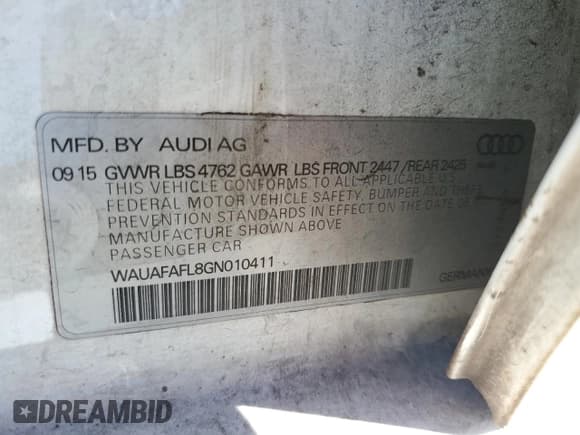 MFD. BY AUDI AG
09 15 GVWR LBS 4762 GAWR LBS FRONT 2447 /REAR 2425
THIS VEHICLE CONFORMS TO ALL APPLICABLE U.S.
FEDERAL MOTOR VEHICLE SAFETY, BUMPER AND THEFT
PREVENTION STANDARDS IN EFFECT ON THE DATE OF
MANUFACTURE SHOWN ABOVE
PASSENGER CAR
WAUAFAFL8GN010411
GERMANY
DREAMBID